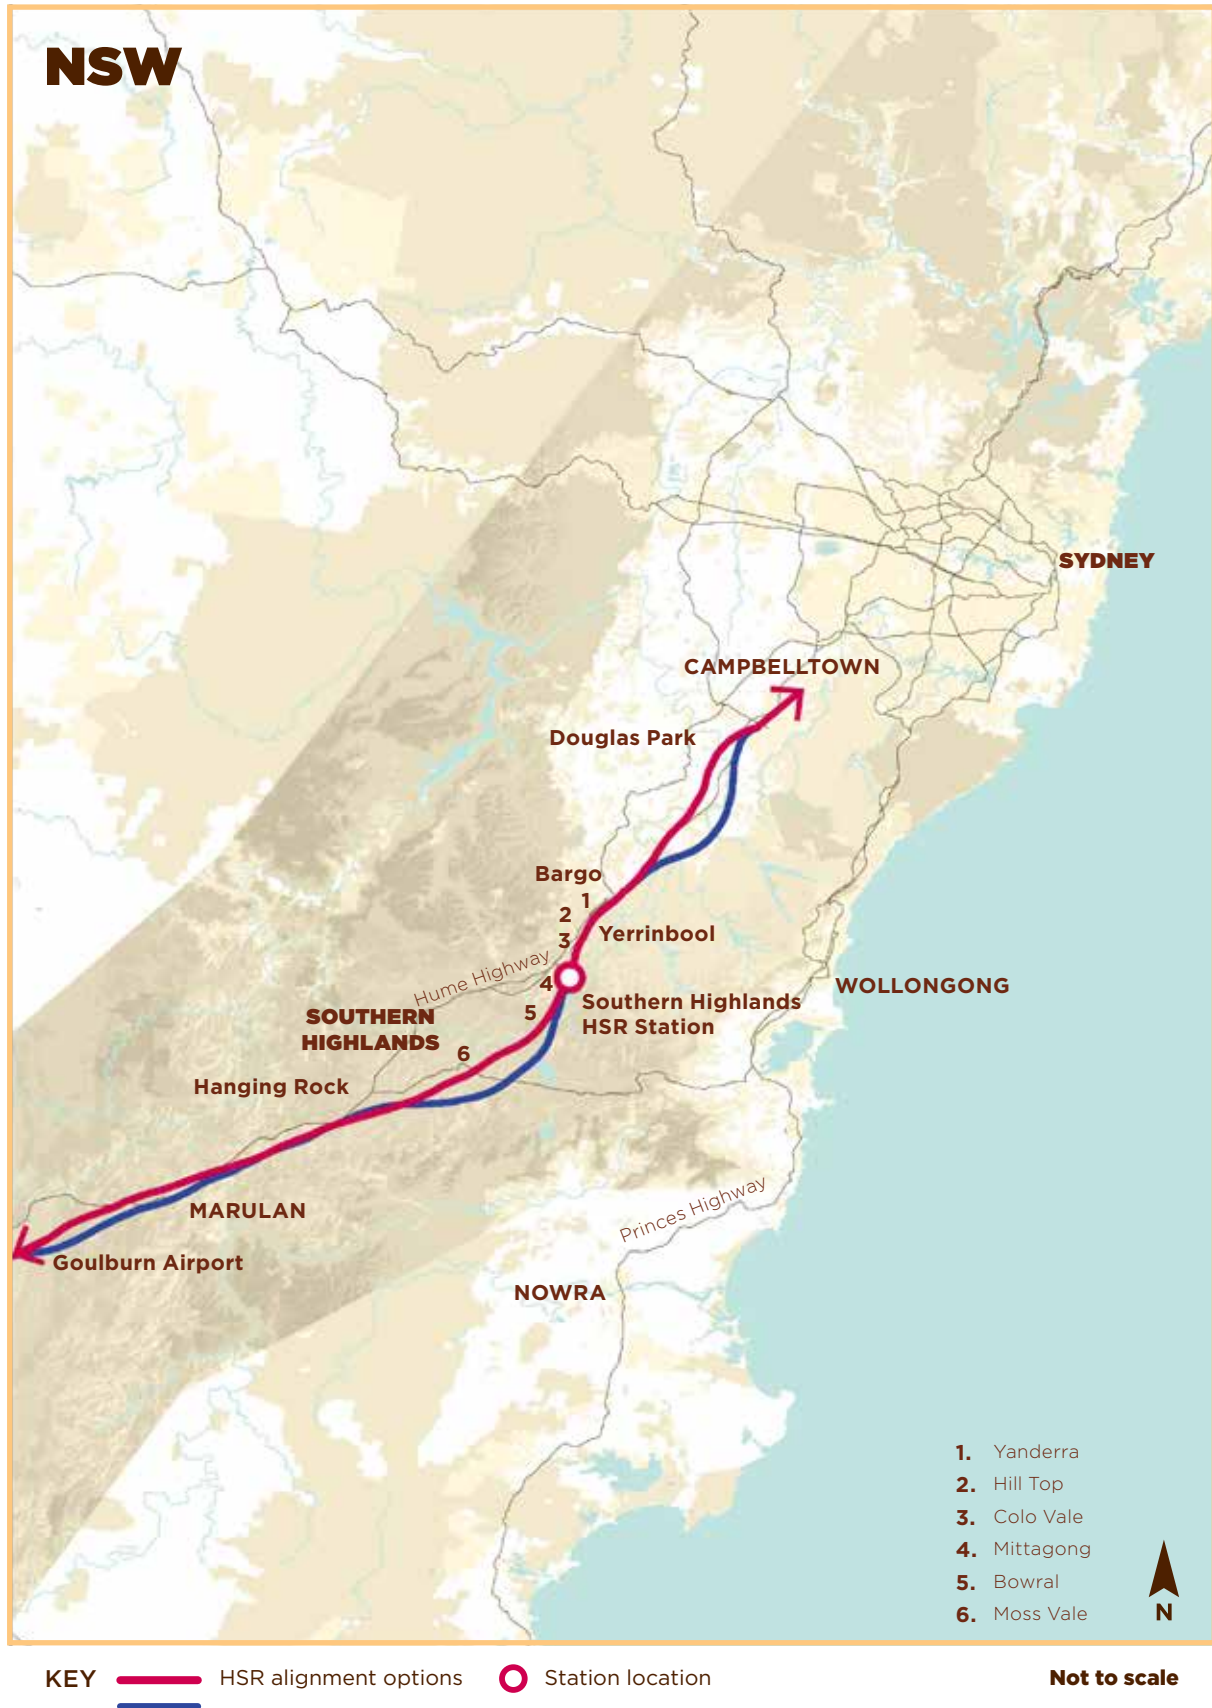 NSW
SYDNEY
CAMPBELLTOWN
Douglas Park
Bargo
1
2
Yerrinbool
3
Hume Highway
4
WOLLONGONG
Southern Highlands
HSR Station
5
SOUTHERN
HIGHLANDS
6
Hanging Rock
Princes Highway
MARULAN
Goulburn Airport
NOWRA
1. Yanderra
2. Hill Top
3. Colo Vale
4. Mittagong
5. Bowral
6. Moss Vale
N
KEY HSR alignment options Station location Not to scale